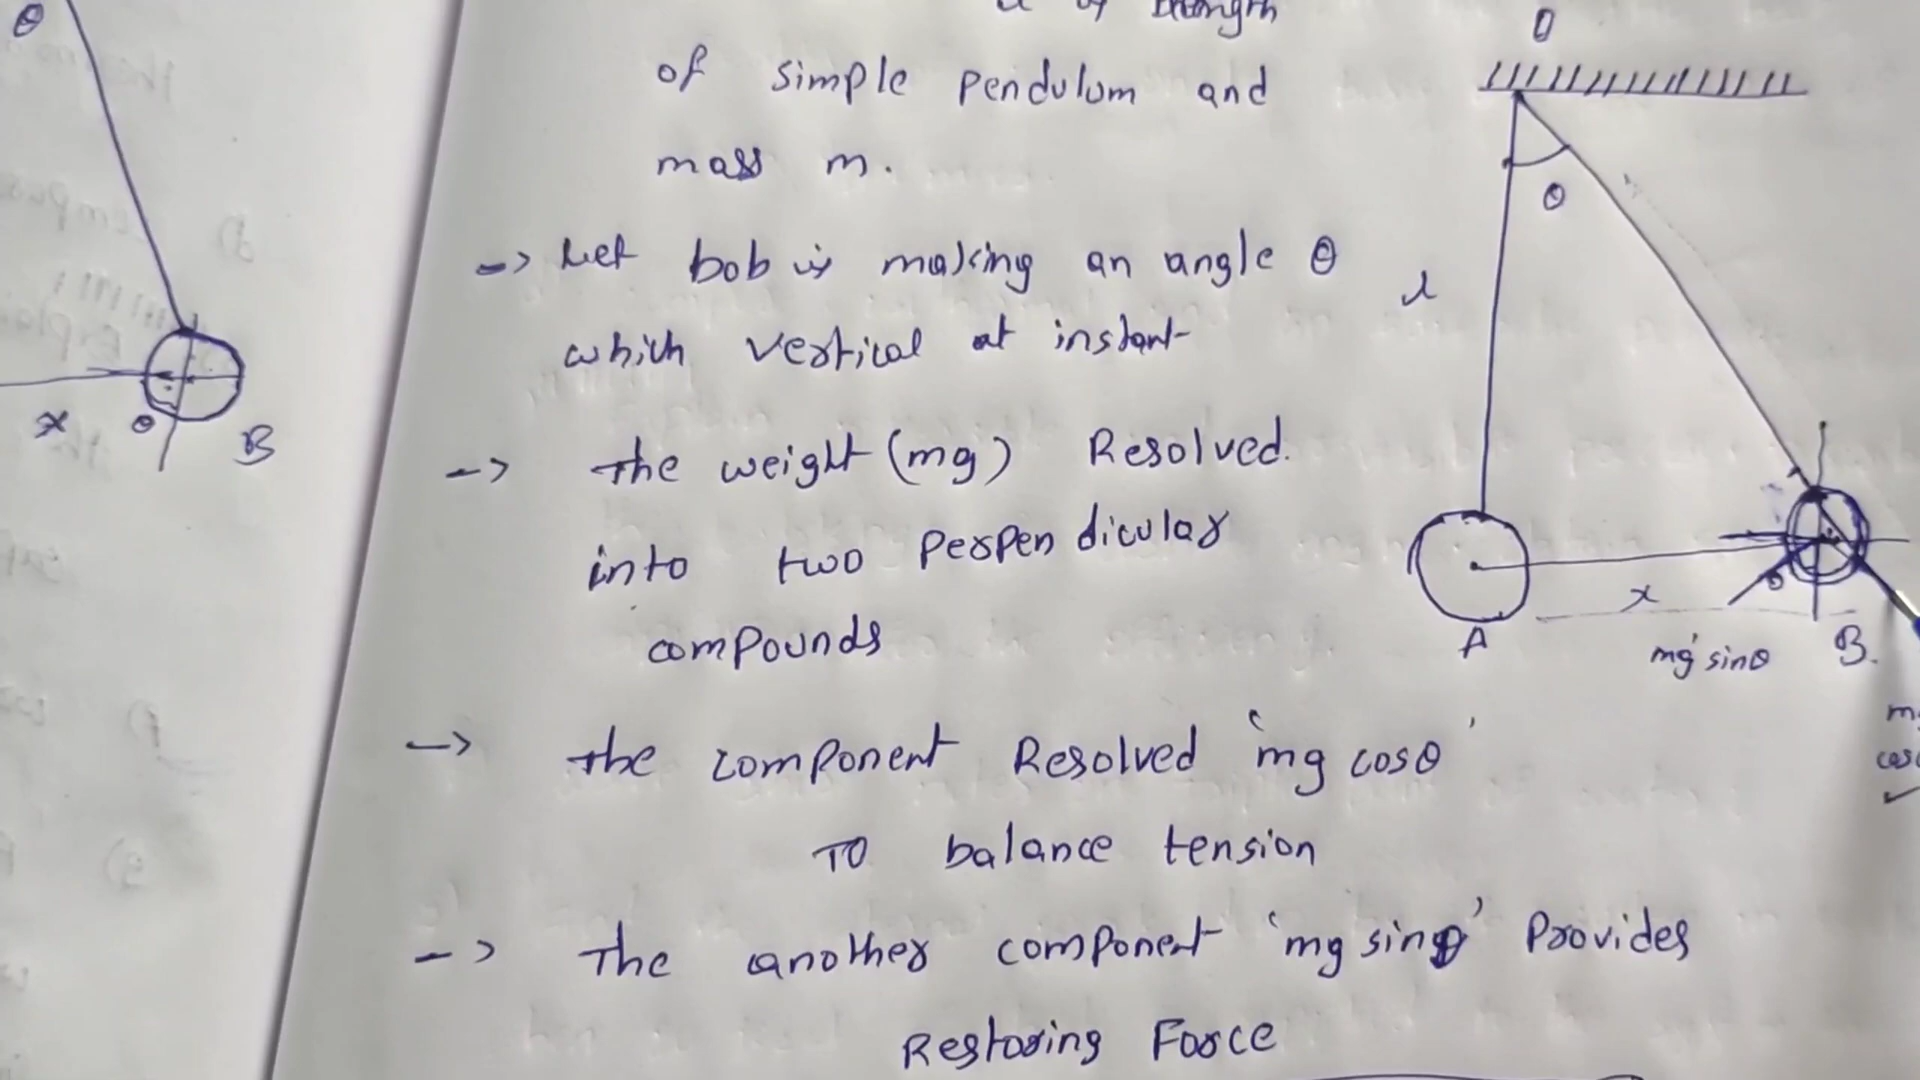 of simple pendulum and
mass m.
-> Let bob is making an angle θ
which vertical at instant
-> the weight (mg) Resolved.
into two perpendicular
compounds
-> the component Resolved 'mg cosθ'
TO balance tension
-> The another component 'mg sinθ' Provides
Restoring Force
θ
x
θ
B
O
θ
l
x
θ
A
mg sinθ
B.